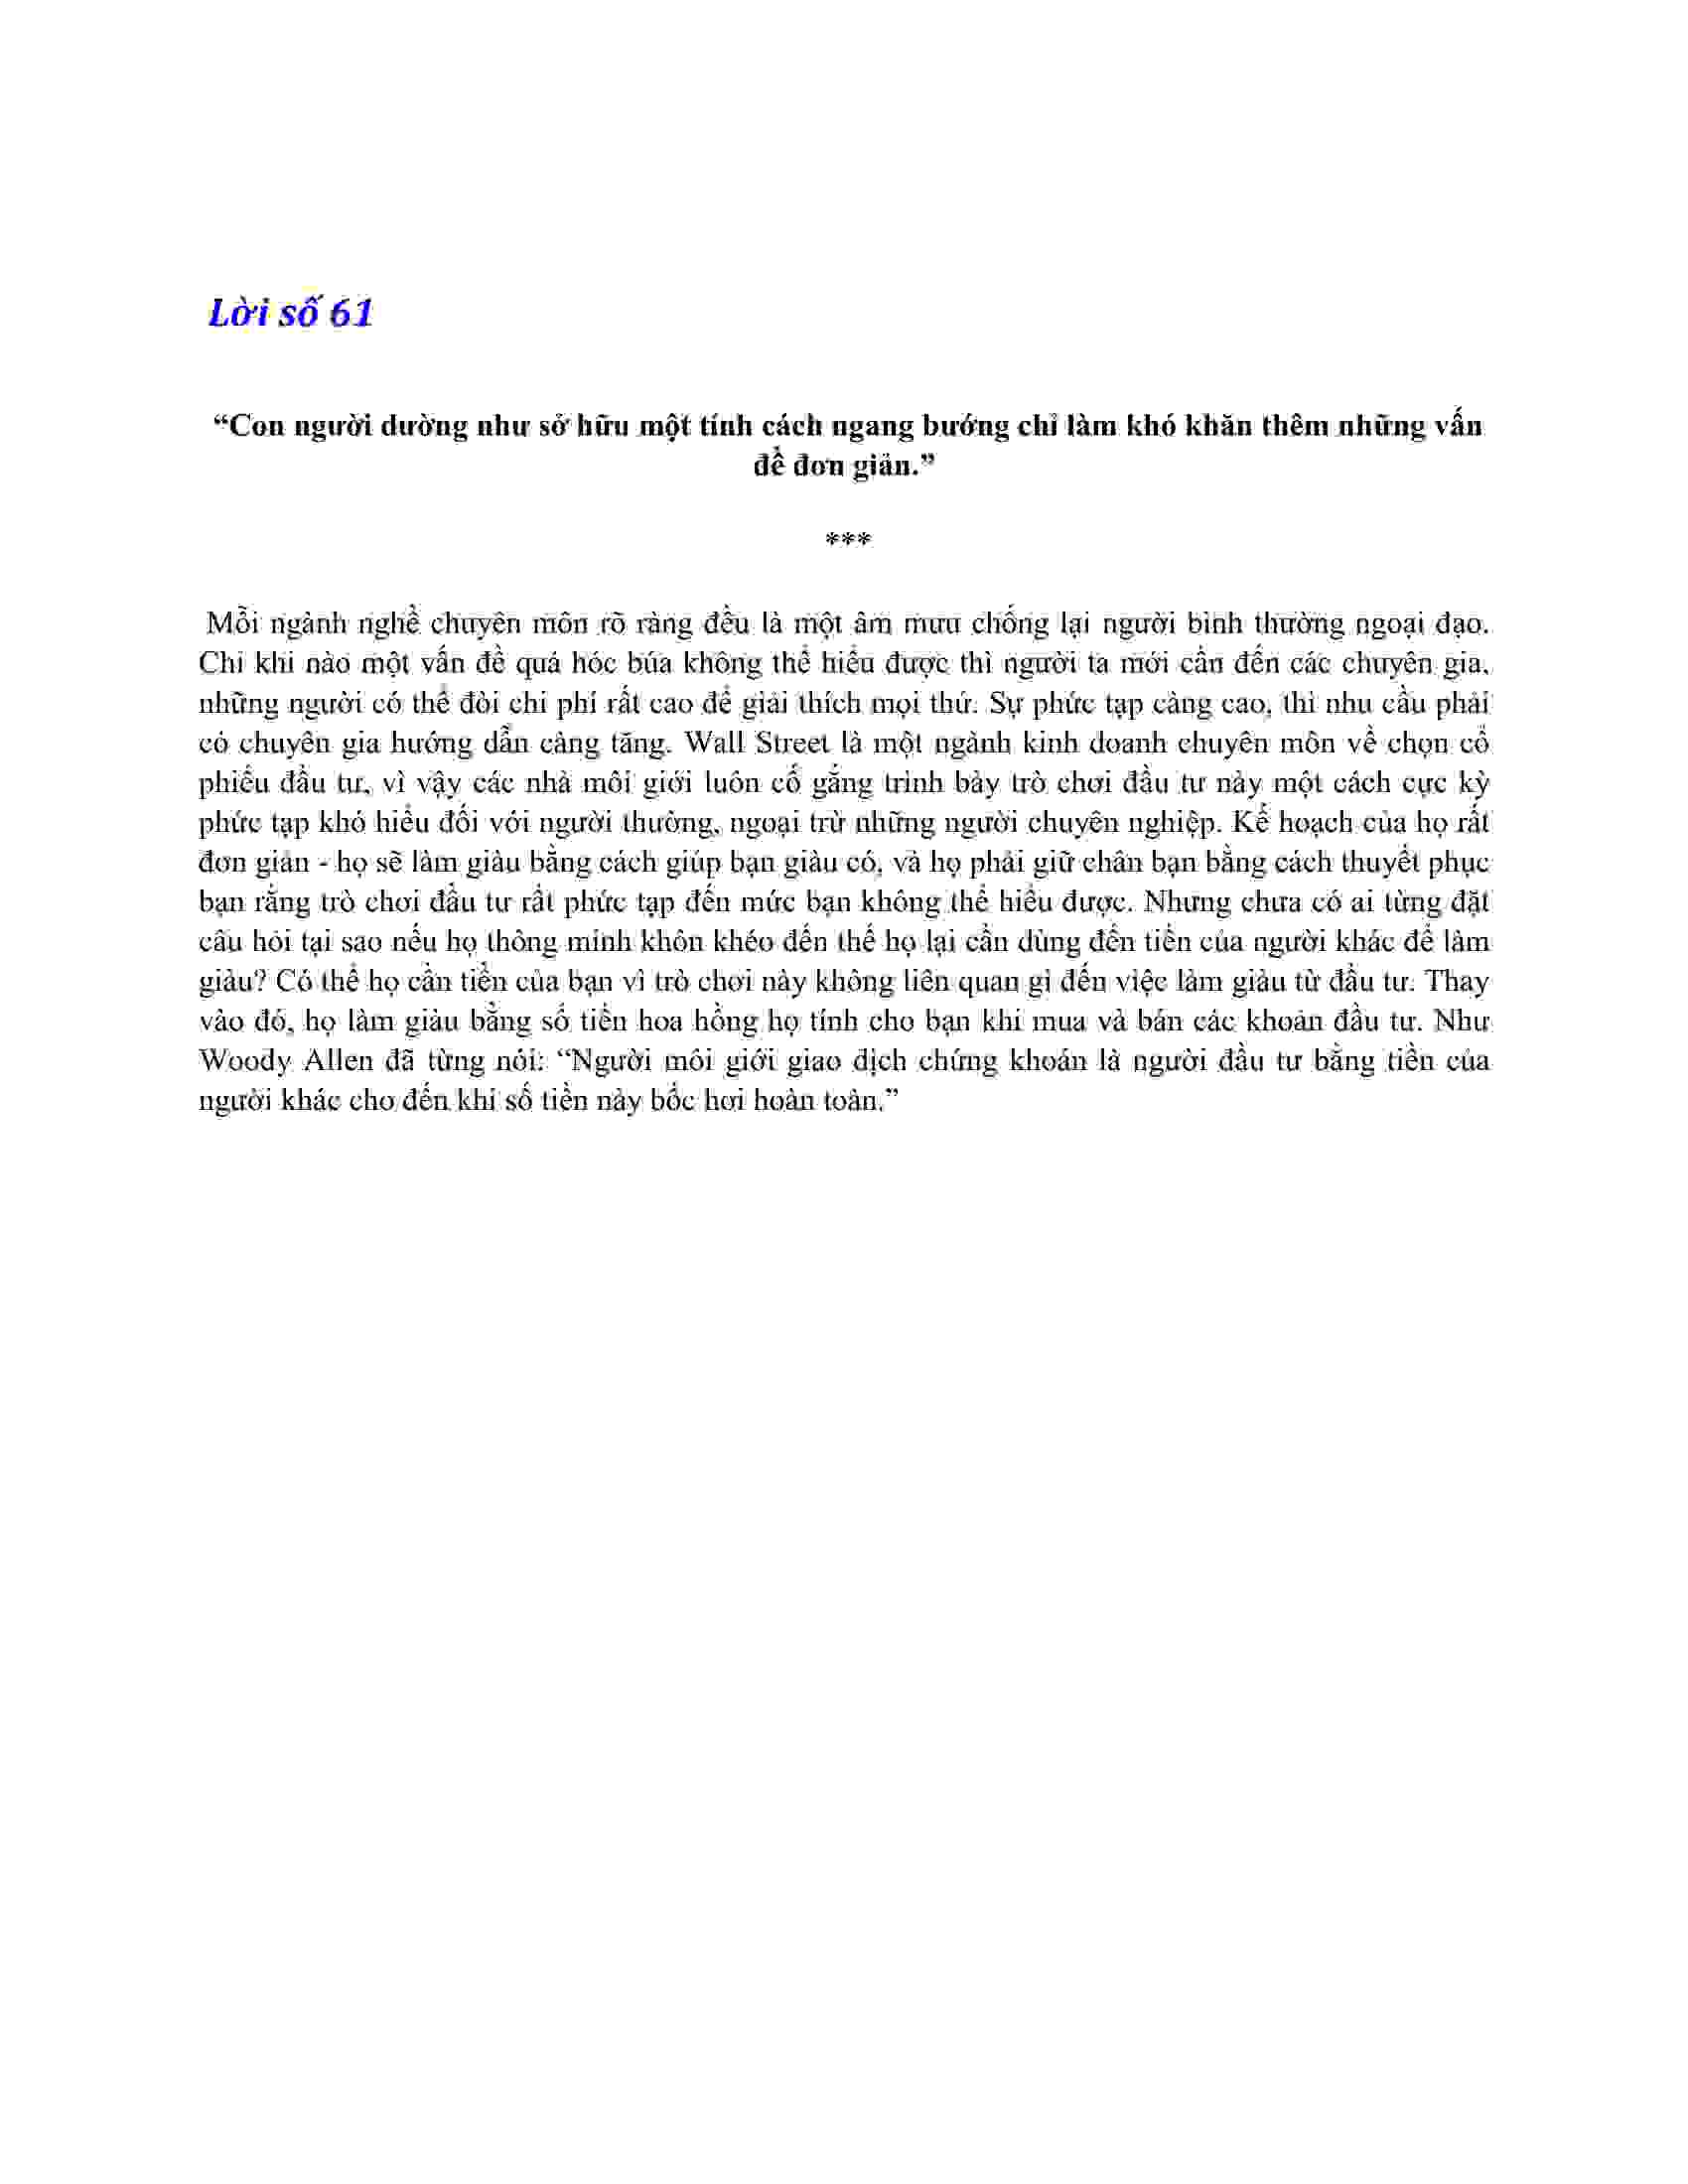 Lời số 61
“Con người dường như sở hữu một tính cách ngang bướng chỉ làm khó khăn thêm những vấn
đề đơn giản.”
***
Mỗi ngành nghề chuyên môn rõ ràng đều là một âm mưu chống lại người bình thường ngoại đạo.
Chỉ khi nào một vấn đề quá hóc búa không thể hiểu được thì người ta mới cần đến các chuyên gia,
những người có thể đòi chi phí rất cao để giải thích mọi thứ. Sự phức tạp càng cao, thì nhu cầu phải
có chuyên gia hướng dẫn càng tăng. Wall Street là một ngành kinh doanh chuyên môn về chọn cổ
phiếu đầu tư, vì vậy các nhà môi giới luôn cố gắng trình bày trò chơi đầu tư này một cách cực kỳ
phức tạp khó hiểu đối với người thường, ngoại trừ những người chuyên nghiệp. Kế hoạch của họ rất
đơn giản - họ sẽ làm giàu bằng cách giúp bạn giàu có, và họ phải giữ chân bạn bằng cách thuyết phục
bạn rằng trò chơi đầu tư rất phức tạp đến mức bạn không thể hiểu được. Nhưng chưa có ai từng đặt
câu hỏi tại sao nếu họ thông minh khôn khéo đến thế họ lại cần dùng đến tiền của người khác để làm
giàu? Có thể họ cần tiền của bạn vì trò chơi này không liên quan gì đến việc làm giàu từ đầu tư. Thay
vào đó, họ làm giàu bằng số tiền hoa hồng họ tính cho bạn khi mua và bán các khoản đầu tư. Như
Woody Allen đã từng nói: “Người môi giới giao dịch chứng khoán là người đầu tư bằng tiền của
người khác cho đến khi số tiền này bốc hơi hoàn toàn.”